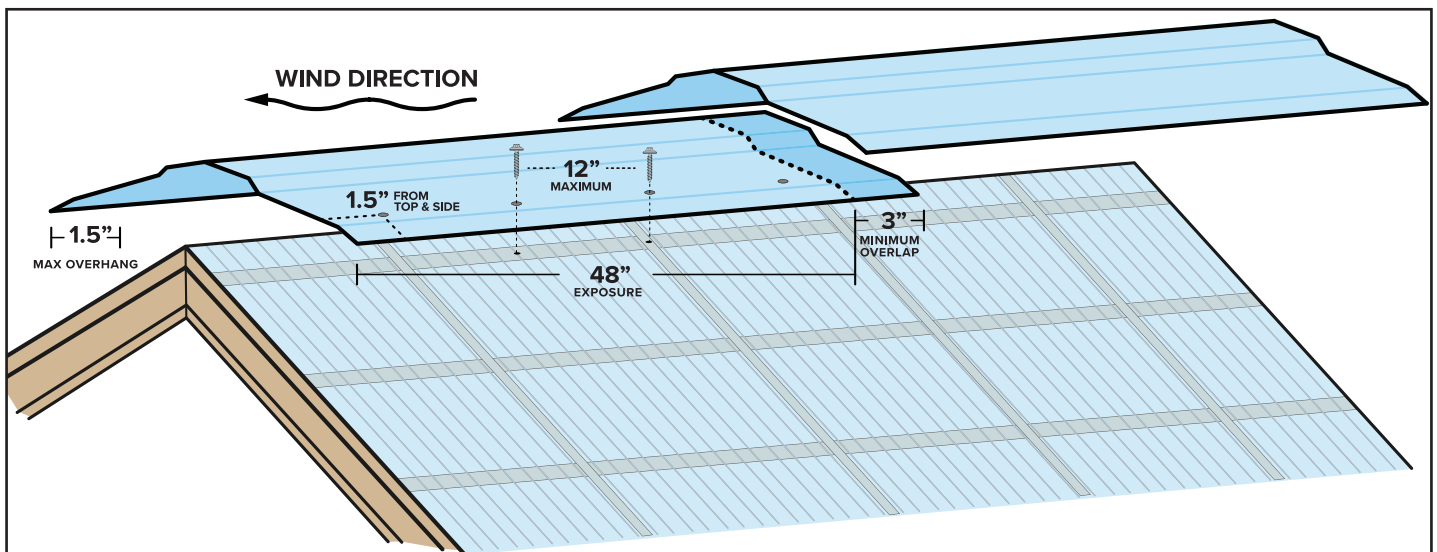 WIND DIRECTION
12”
MAXIMUM
1.5” FROM
TOP & SIDE
1.5”
MAX OVERHANG
3”
MINIMUM
OVERLAP
48”
EXPOSURE